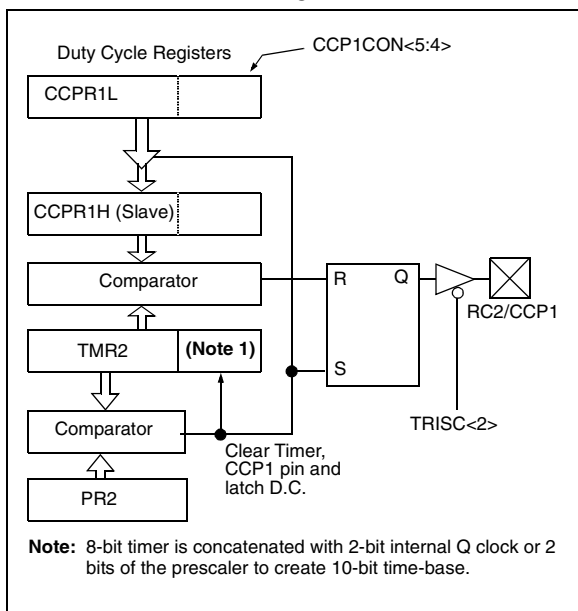 Duty Cycle Registers
CCP1CON<5:4>
CCPR1L
CCPR1H (Slave)
Comparator
R
Q
RC2/CCP1
TMR2
(Note 1)
S
TRISC<2>
Comparator
Clear Timer,
CCP1 pin and
latch D.C.
PR2
Note: 8-bit timer is concatenated with 2-bit internal Q clock or 2
bits of the prescaler to create 10-bit time-base.